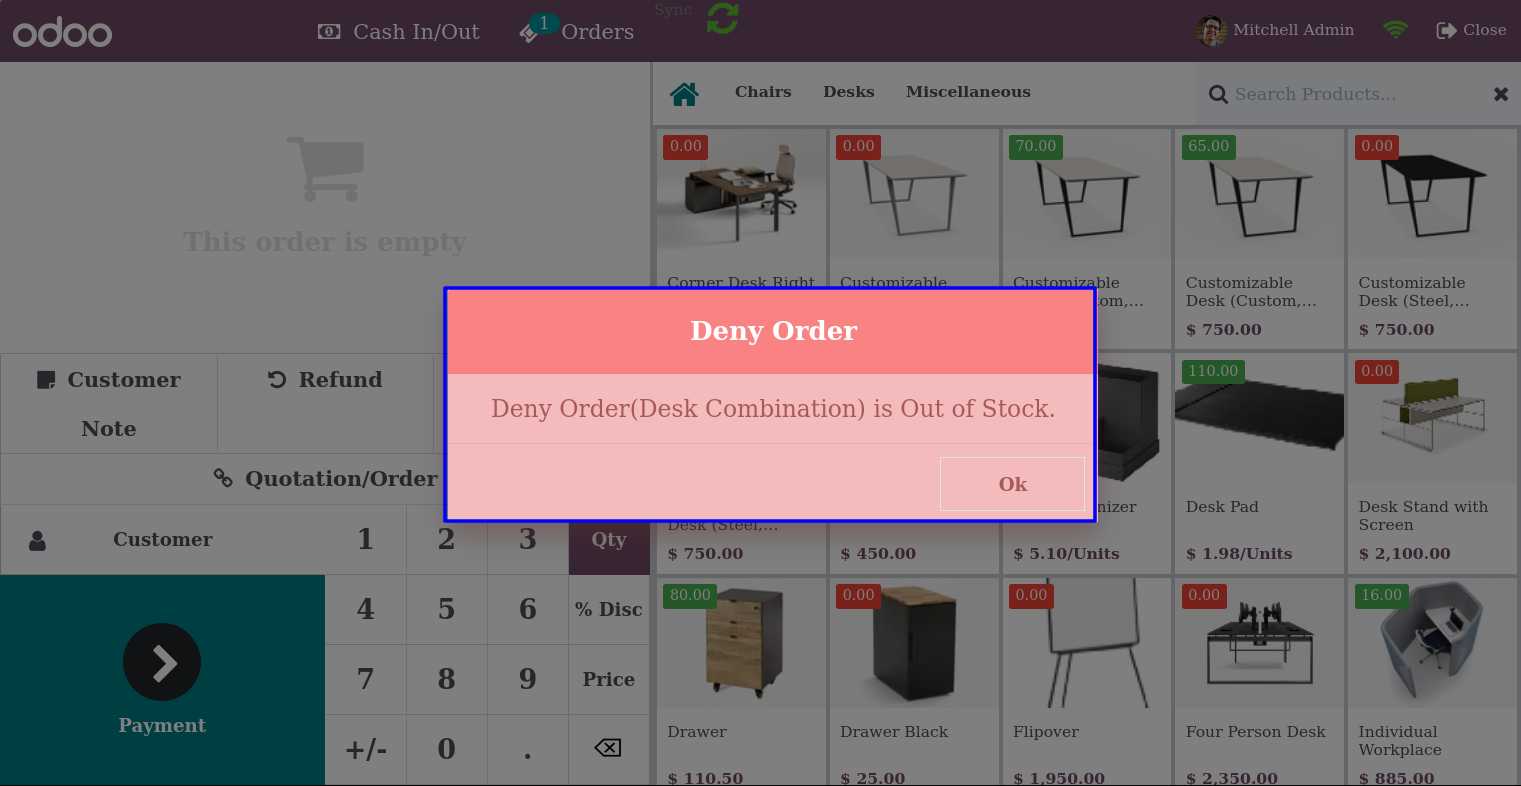 odoo
Cash In/Out
1
Orders
Sync
Mitchell Admin
Close
Chairs
Desks
Miscellaneous
Search Products...
This order is empty
0.00
0.00
70.00
65.00
0.00
Corner Desk Right
Customizable
Customizable
Customizable
Desk (Custom,...
$ 750.00
Customizable
Desk (Steel,...
$ 750.00
Deny Order
Deny Order(Desk Combination) is Out of Stock.
Ok
Customer
Note
Refund
Quotation/Order
Customer
1
2
3
Qty
4
5
6
% Disc
7
8
9
Price
+/-
0
.
Payment
110.00
0.00
Desk (Steel,...
$ 750.00
$ 450.00
$ 5.10/Units
Desk Pad
$ 1.98/Units
Desk Stand with
Screen
$ 2,100.00
80.00
0.00
0.00
0.00
16.00
Drawer
$ 110.50
Drawer Black
$ 25.00
Flipover
$ 1,950.00
Four Person Desk
$ 2,350.00
Individual
Workplace
$ 885.00